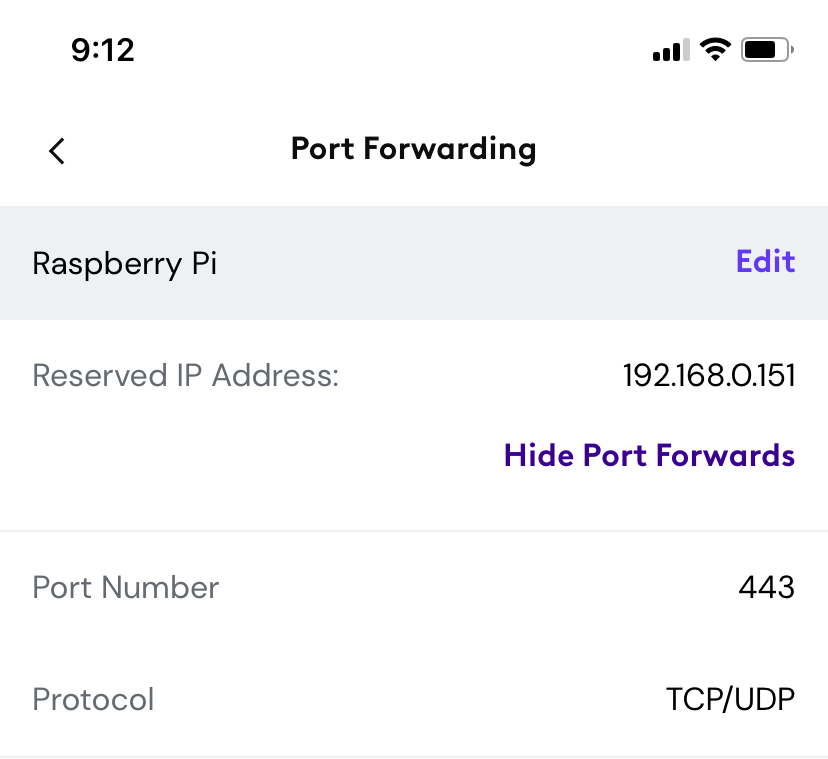 9:12
Port Forwarding
Raspberry Pi Edit
Reserved IP Address: 192.168.0.151
Hide Port Forwards
Port Number 443
Protocol TCP/UDP